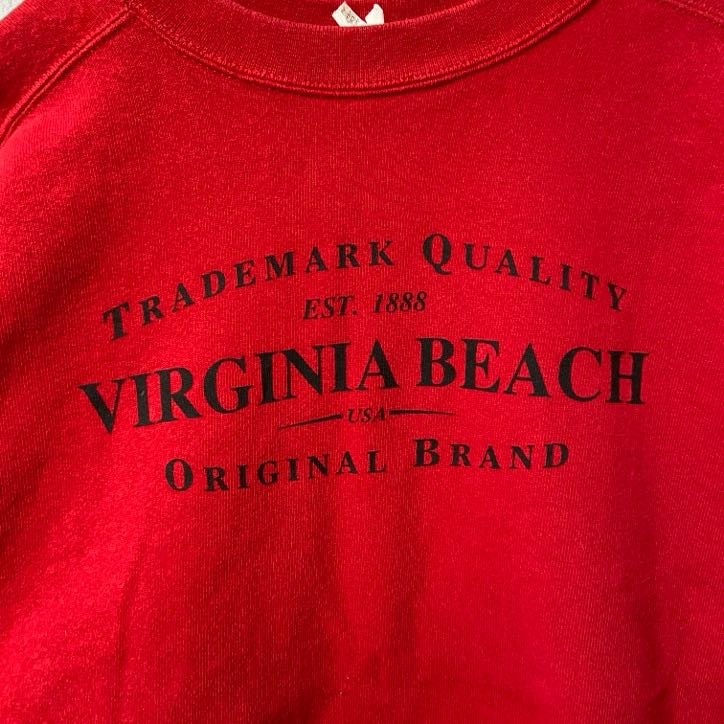 TRADEMARK QUALITY
EST. 1888
VIRGINIA BEACH
USA
ORIGINAL BRAND